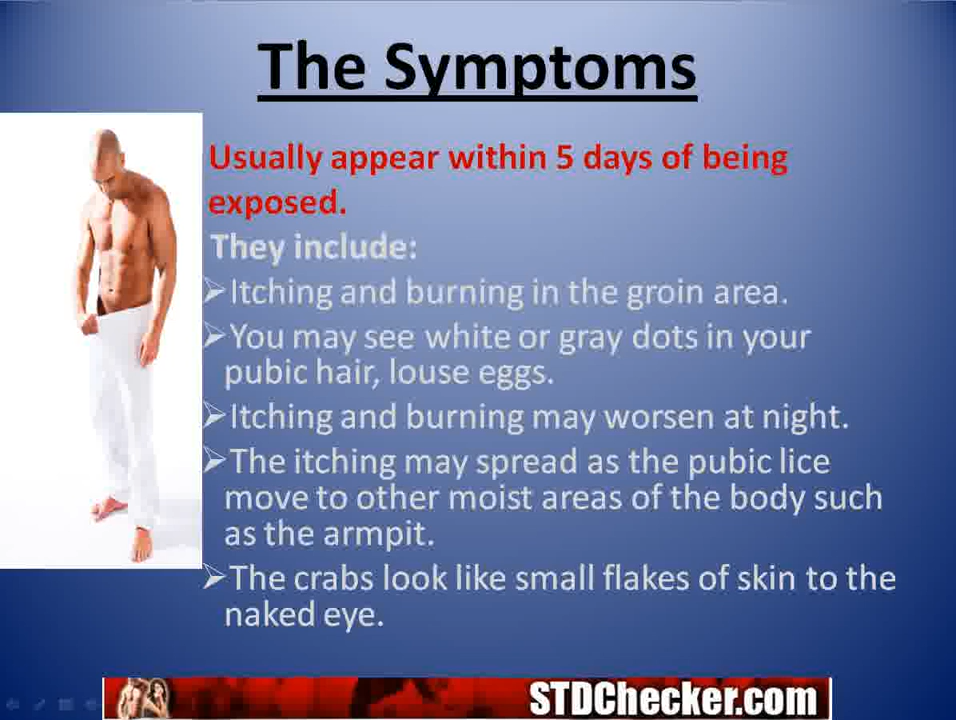 The Symptoms
Usually appear within 5 days of being
exposed.
They include:
➢Itching and burning in the groin area.
➢You may see white or gray dots in your
pubic hair, louse eggs.
➢Itching and burning may worsen at night.
➢The itching may spread as the pubic lice
move to other moist areas of the body such
as the armpit.
➢The crabs look like small flakes of skin to the
naked eye.
STDChecker.com